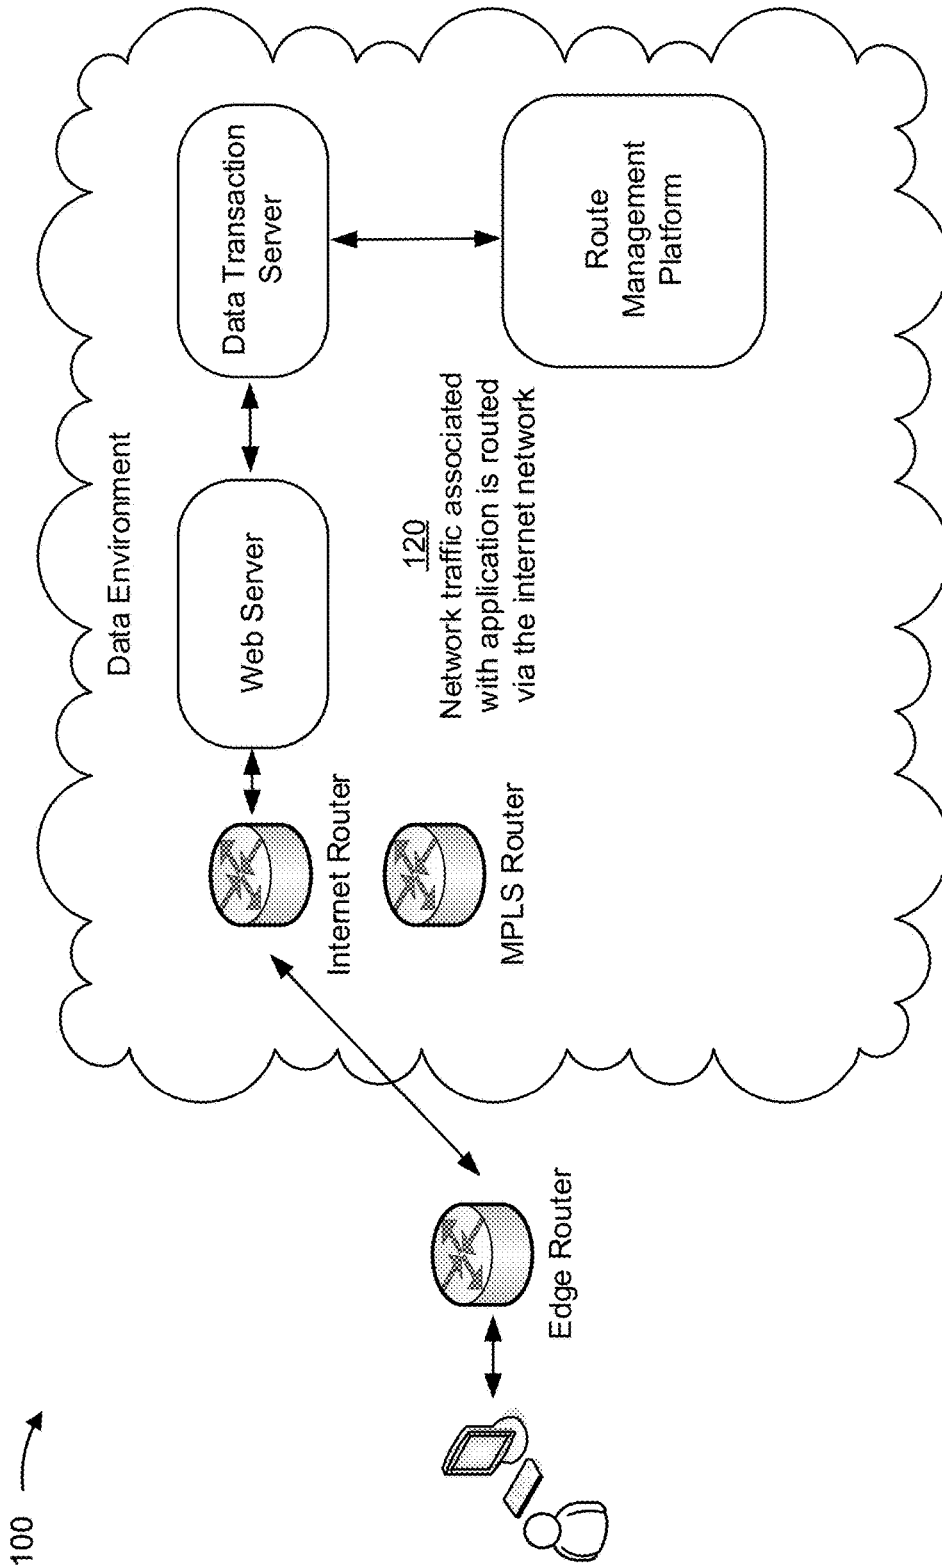 100
Data Environment
Data Transaction
Server
Web Server
Internet Router
MPLS Router
120
Network traffic associated
with application is routed
via the internet network
Route
Management
Platform
Edge Router